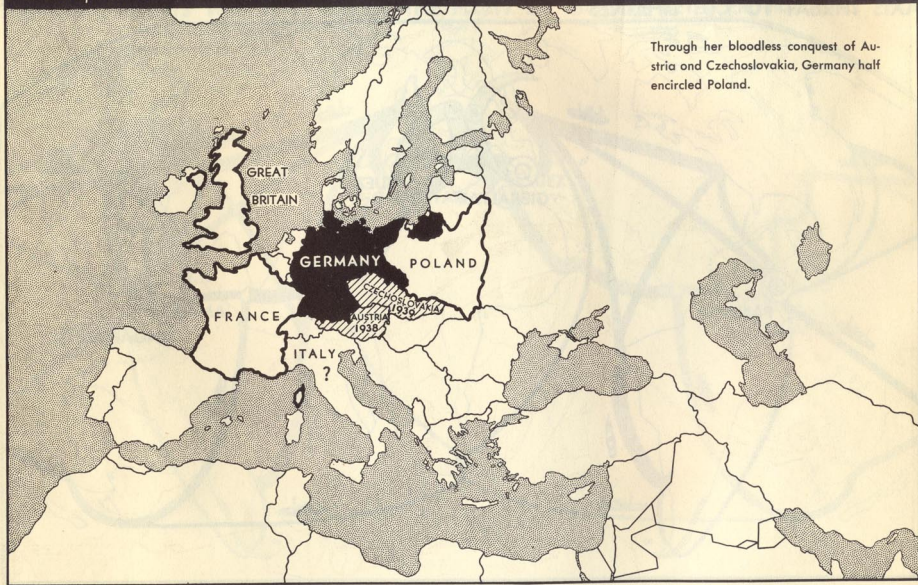 Through her bloodless conquest of Au-
stria and Czechoslovakia, Germany half
encircled Poland.
GREAT
BRITAIN
GERMANY
POLAND
CZECHOSLOVAKIA
1939
AUSTRIA
1938
FRANCE
ITALY
?